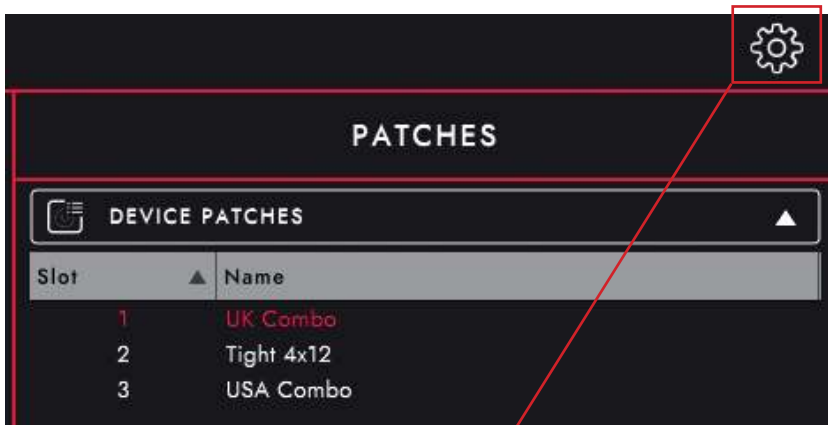 PATCHES
DEVICE PATCHES
Slot Name
1 UK Combo
2 Tight 4x12
3 USA Combo